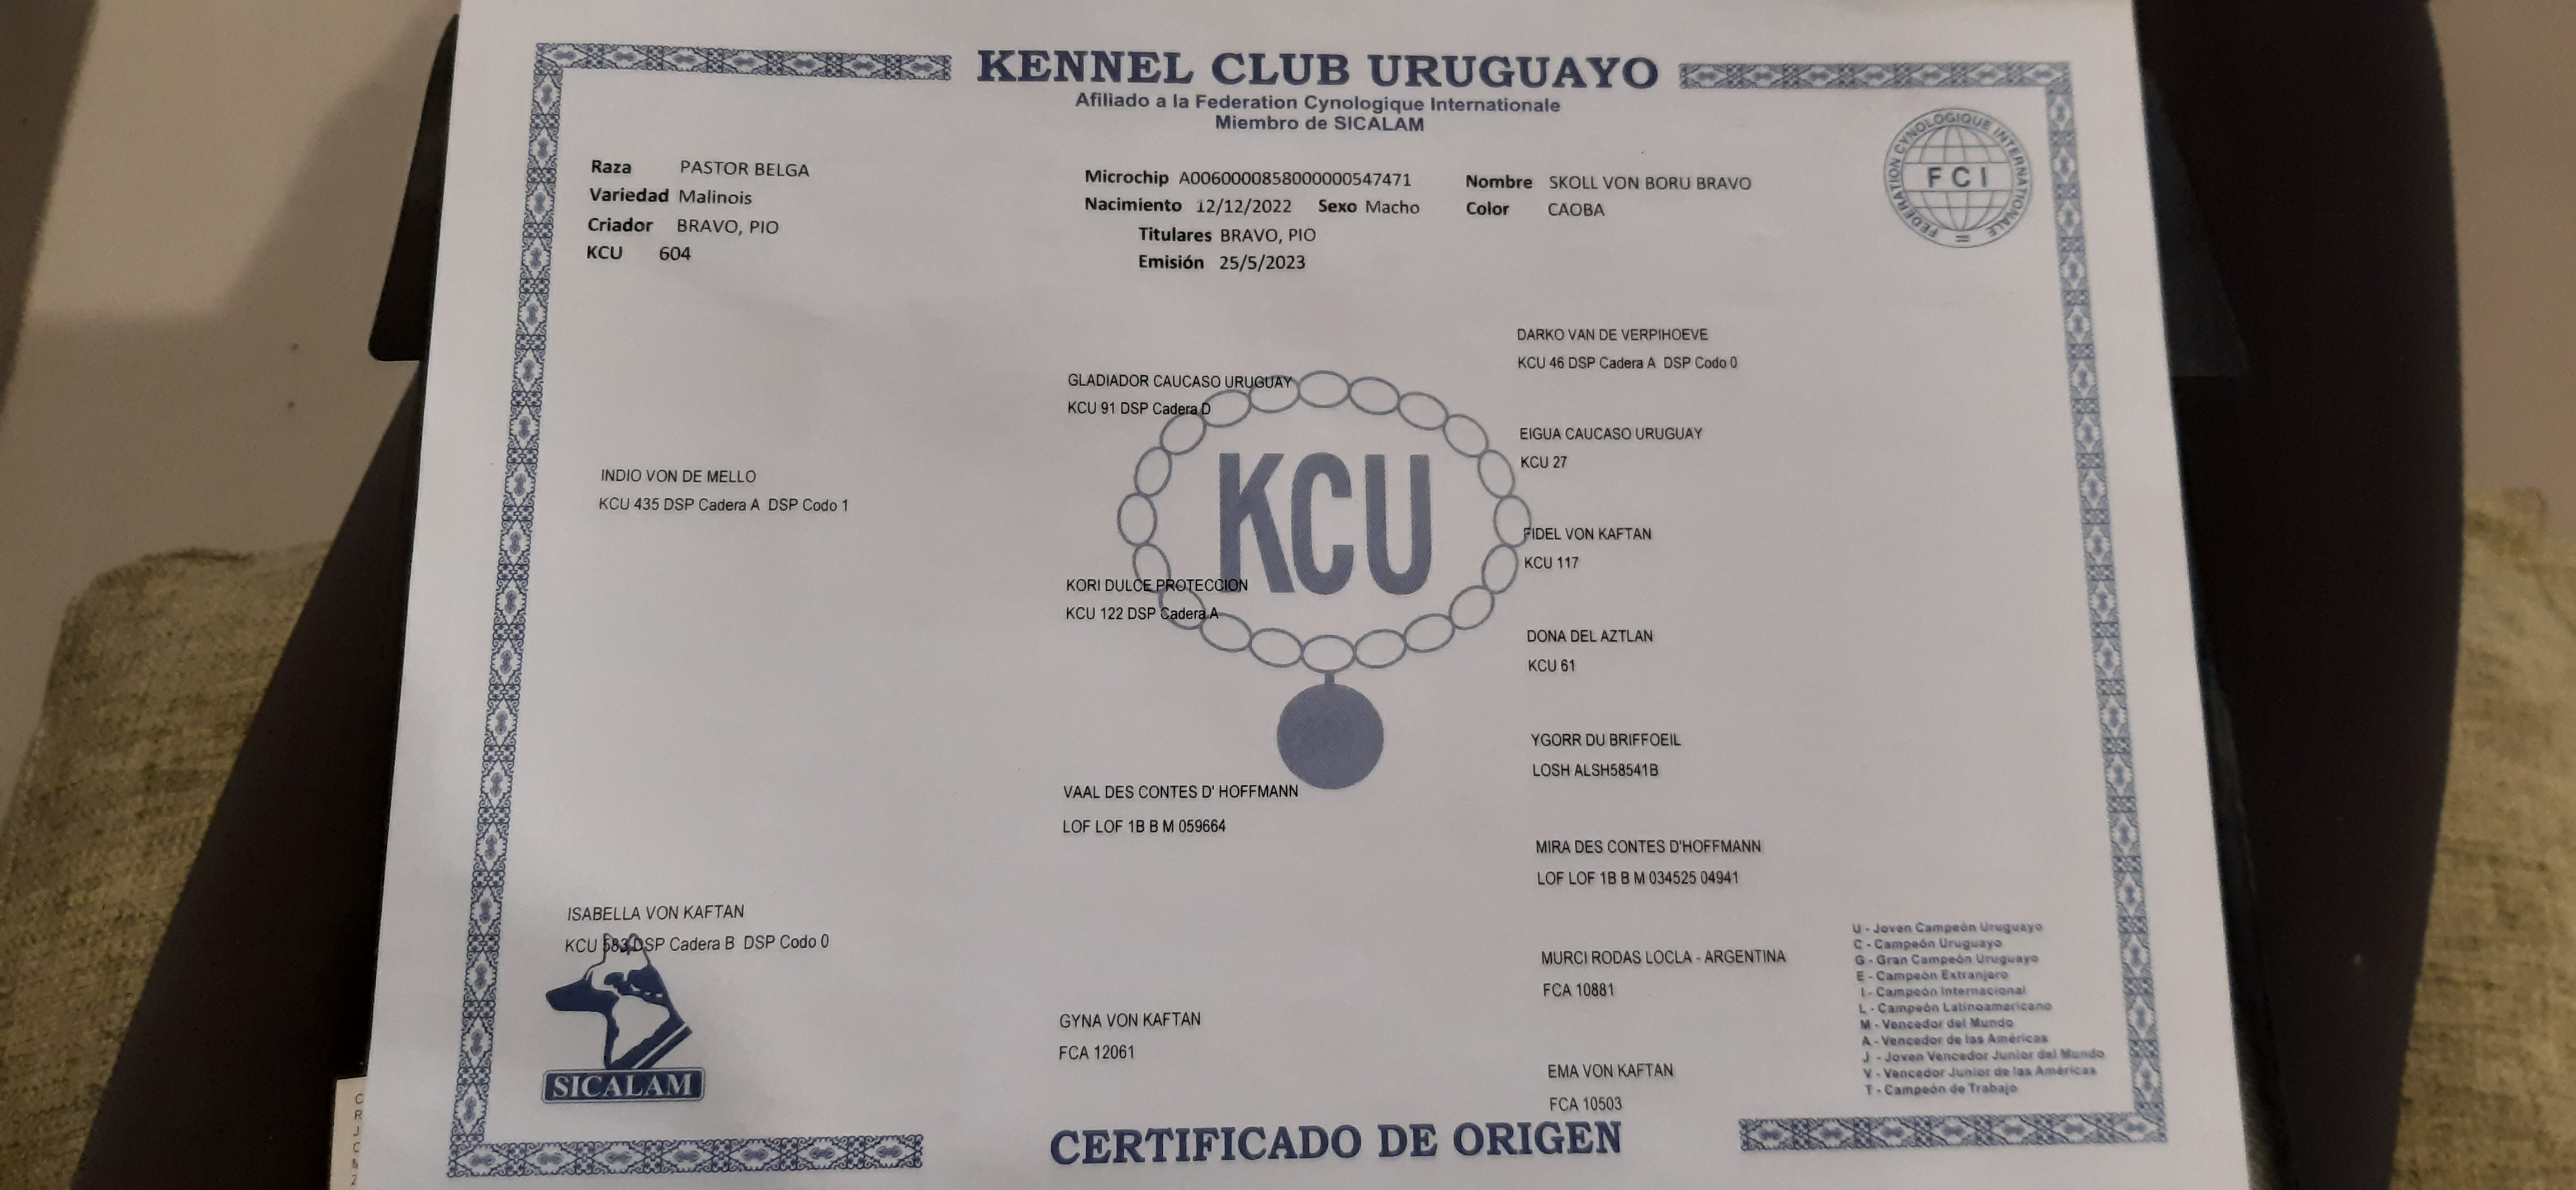 KENNEL CLUB URUGUAYO
Afiliado a la Federation Cynologique Internationale
Miembro de SICALAM
FEDERATION CYNOLOGIQUE INTERNATIONALE
FCI
Raza PASTOR BELGA
Variedad Malinois
Criador BRAVO, PIO
KCU 604
Microchip A0060000858000000547471
Nacimiento 12/12/2022 Sexo Macho
Titulares BRAVO, PIO
Emisión 25/5/2023
Nombre SKOLL VON BORU BRAVO
Color CAOBA
INDIO VON DE MELLO
KCU 435 DSP Cadera A DSP Codo 1
ISABELLA VON KAFTAN
KCU 583 DSP Cadera B DSP Codo 0
GLADIADOR CAUCASO URUGUAY
KCU 91 DSP Cadera D
KORI DULCE PROTECCION
KCU 122 DSP Cadera A
VAAL DES CONTES D' HOFFMANN
LOF LOF 1B B M 059664
GYNA VON KAFTAN
FCA 12061
DARKO VAN DE VERPIHOEVE
KCU 46 DSP Cadera A DSP Codo 0
EIGUA CAUCASO URUGUAY
KCU 27
FIDEL VON KAFTAN
KCU 117
DONA DEL AZTLAN
KCU 61
YGORR DU BRIFFOEIL
LOSH ALSH58541B
MIRA DES CONTES D'HOFFMANN
LOF LOF 1B B M 034525 04941
MURCI RODAS LOCLA - ARGENTINA
FCA 10881
EMA VON KAFTAN
FCA 10503
KCU
SICALAM
U - Joven Campeón Uruguayo
C - Campeón Uruguayo
G - Gran Campeón Uruguayo
E - Campeón Extranjero
I - Campeón Internacional
L - Campeón Latinoamericano
M - Vencedor del Mundo
A - Vencedor de las Américas
J - Joven Vencedor Junior del Mundo
V - Vencedor Junior de las Américas
T - Campeón de Trabajo
CERTIFICADO DE ORIGEN